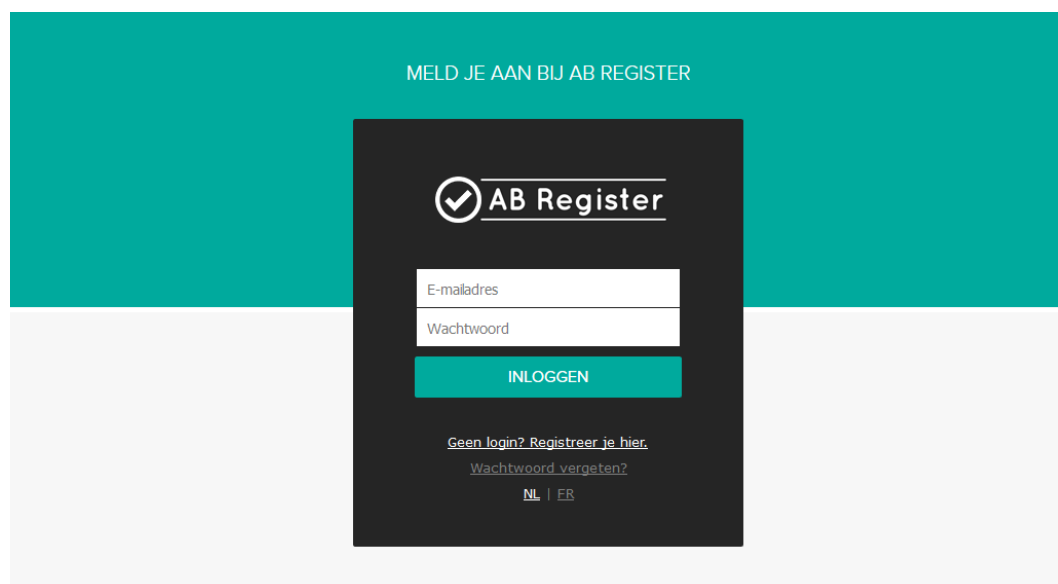 MELD JE AAN BIJ AB REGISTER
AB Register
E-mailadres
Wachtwoord
INLOGGEN
Geen login? Registreer je hier.
Wachtwoord vergeten?
NL | FR